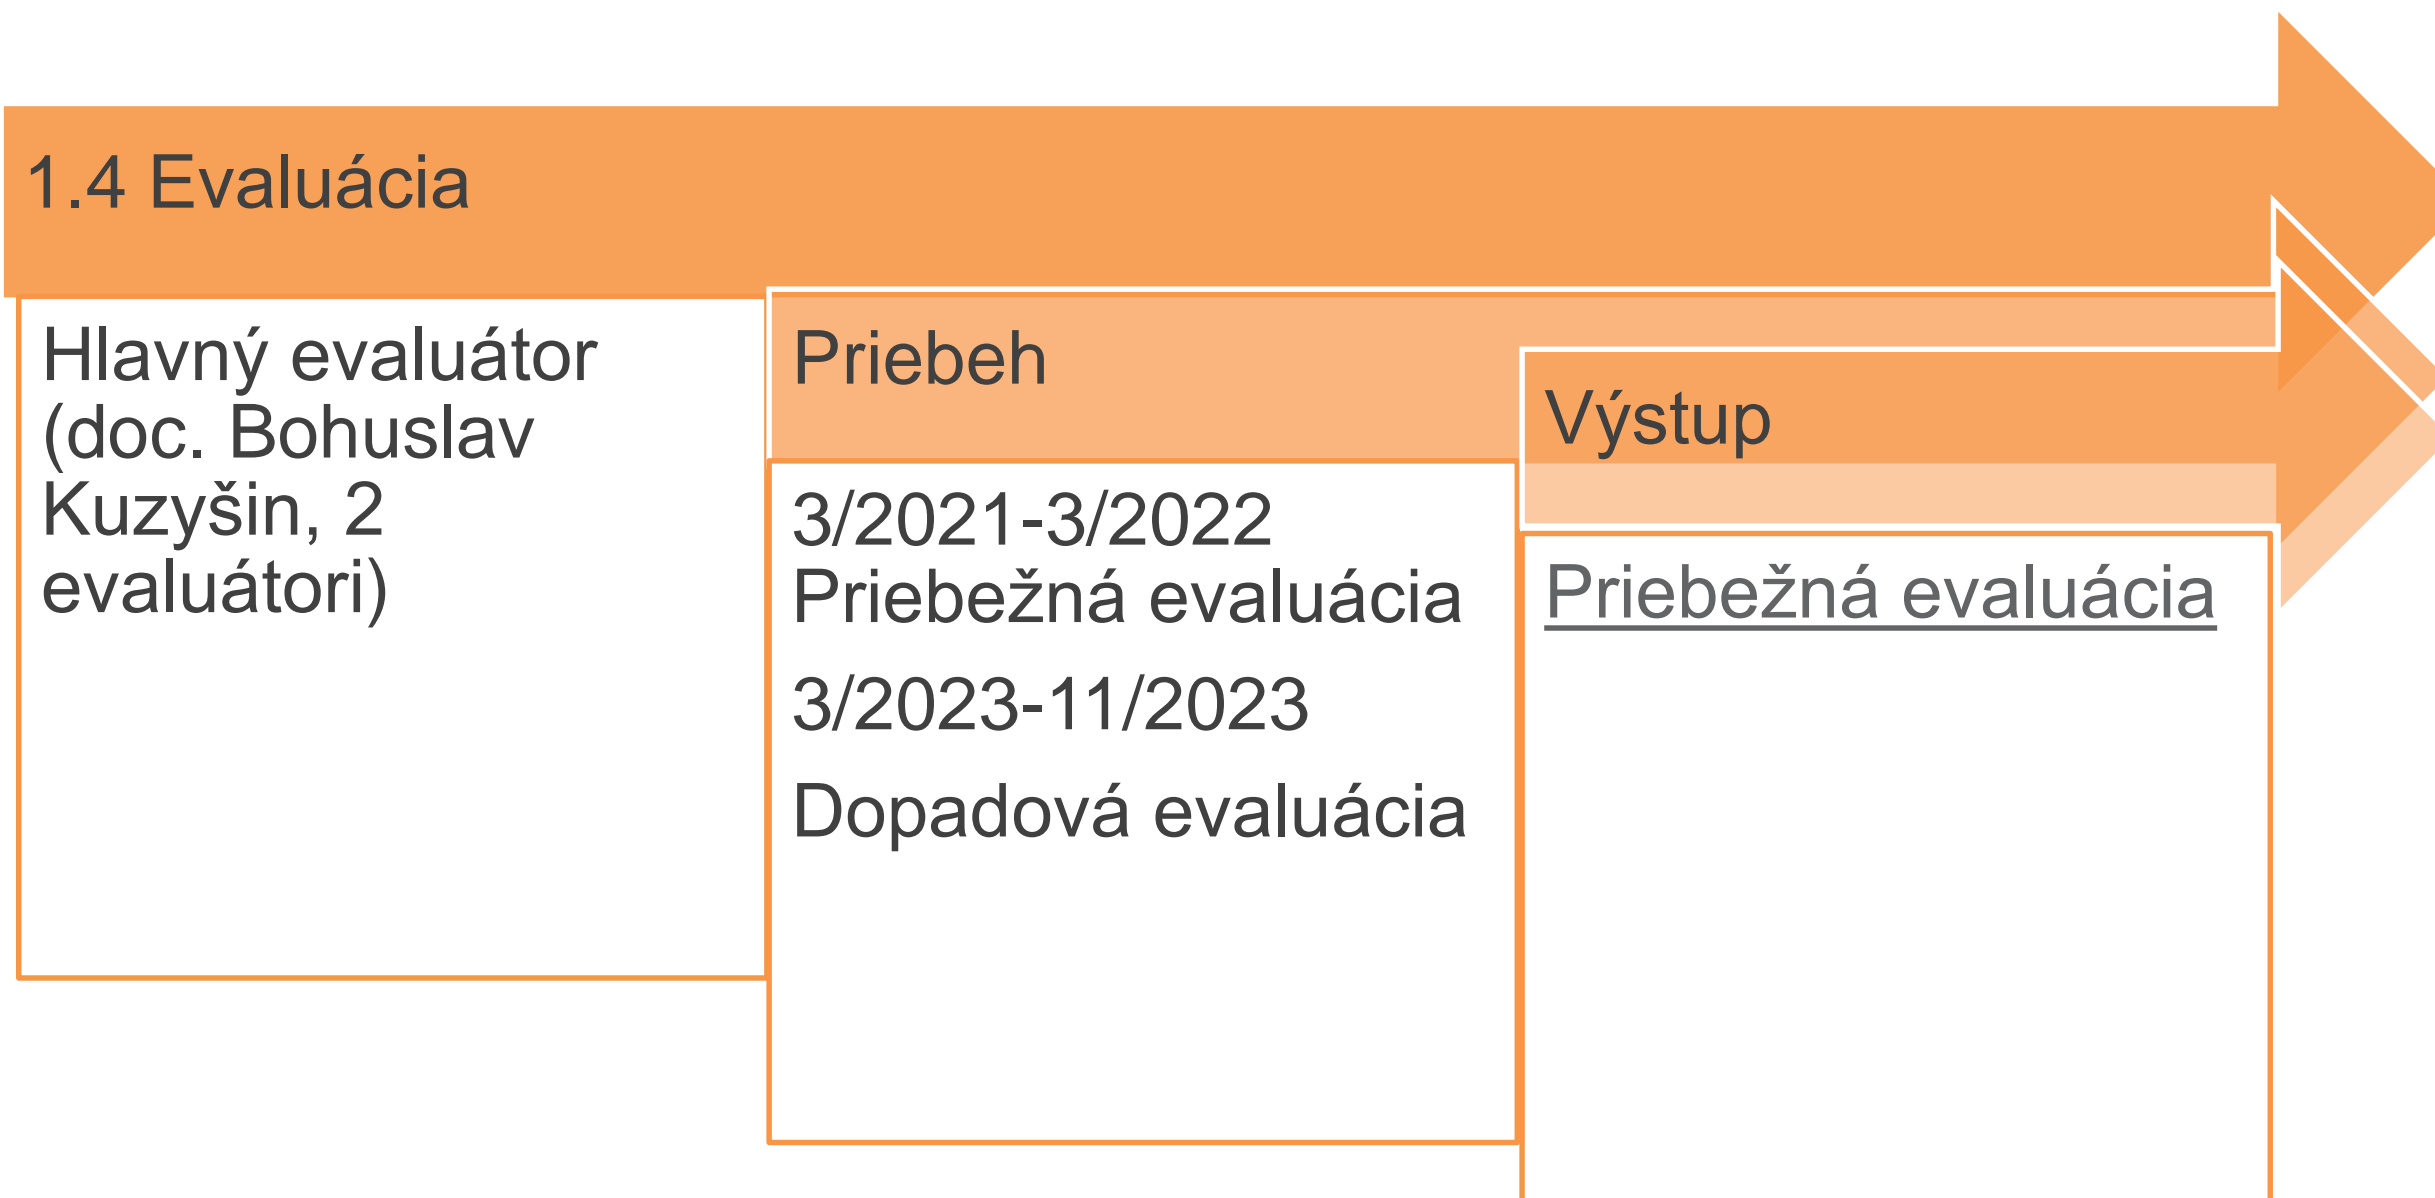 1.4 Evaluácia
Hlavný evaluátor
(doc. Bohuslav
Kuzyšin, 2
evaluátori)
Priebeh
3/2021-3/2022
Priebežná evaluácia
3/2023-11/2023
Dopadová evaluácia
Výstup
Priebežná evaluácia